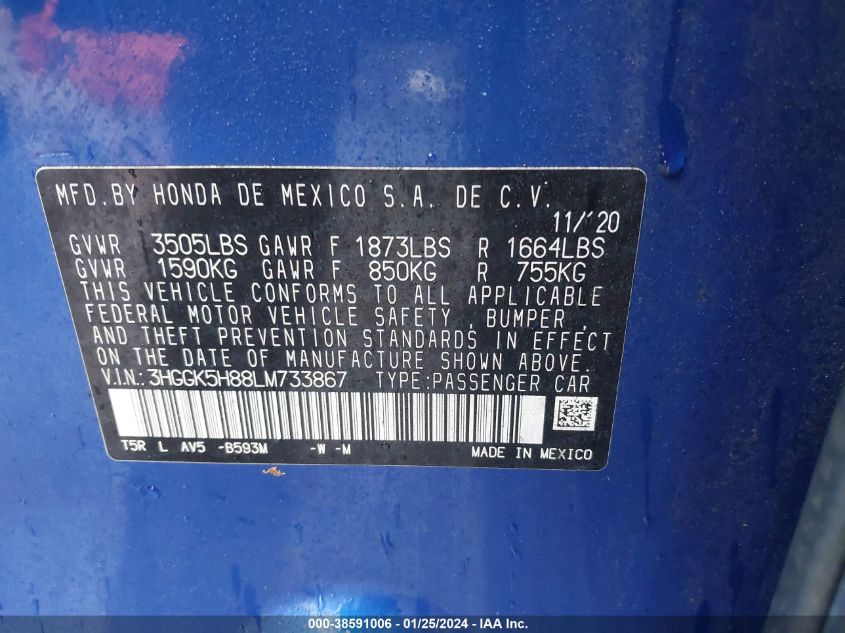 MFD.BY HONDA DE MEXICO S.A. DE C.V.
11/'20
GVWR 3505LBS GAWR F 1873LBS R 1664LBS
GVWR 1590KG GAWR F 850KG R 755KG
THIS VEHICLE CONFORMS TO ALL APPLICABLE
FEDERAL MOTOR VEHICLE SAFETY , BUMPER ,
AND THEFT PREVENTION STANDARDS IN EFFECT
ON THE DATE OF MANUFACTURE SHOWN ABOVE.
V.I.N.:3HGGK5H88LM733867 TYPE:PASSENGER CAR
T5R L AV5 -B593M -W -M MADE IN MEXICO
000-38591006 - 01/25/2024 - IAA Inc.